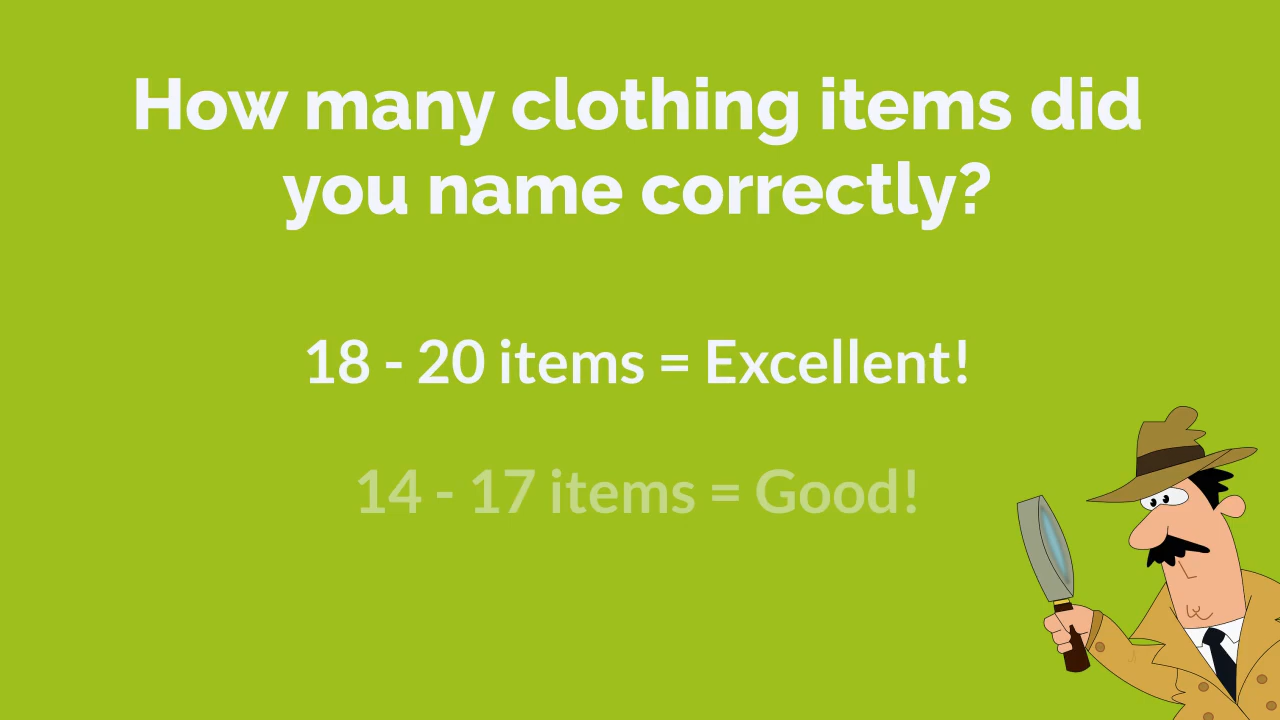 How many clothing items did
you name correctly?
18 - 20 items = Excellent!
14 - 17 items = Good!